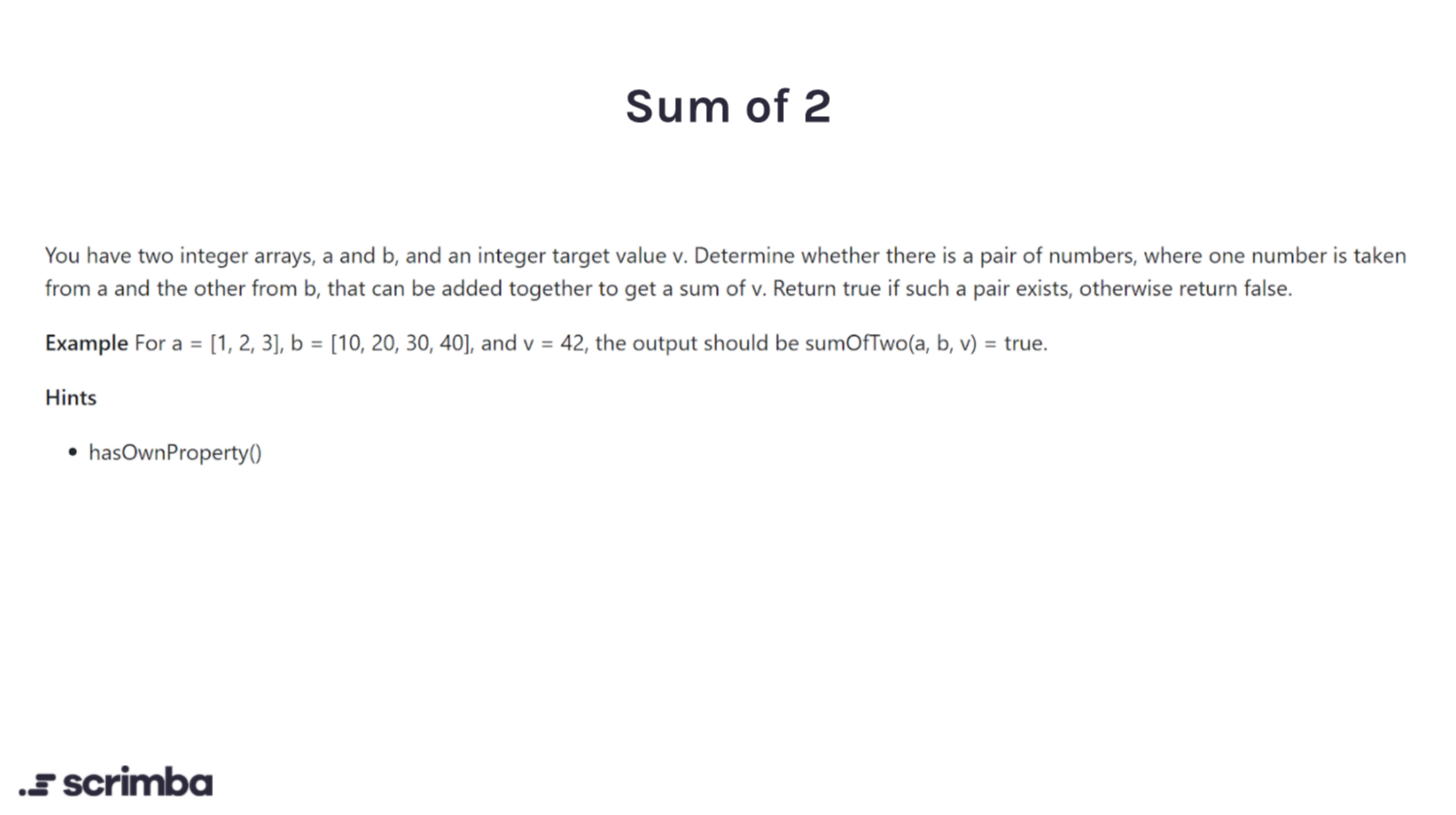 Sum of 2
You have two integer arrays, a and b, and an integer target value v. Determine whether there is a pair of numbers, where one number is taken
from a and the other from b, that can be added together to get a sum of v. Return true if such a pair exists, otherwise return false.
Example For a = [1, 2, 3], b = [10, 20, 30, 40], and v = 42, the output should be sumOfTwo(a, b, v) = true.
Hints
• hasOwnProperty()
scrimba